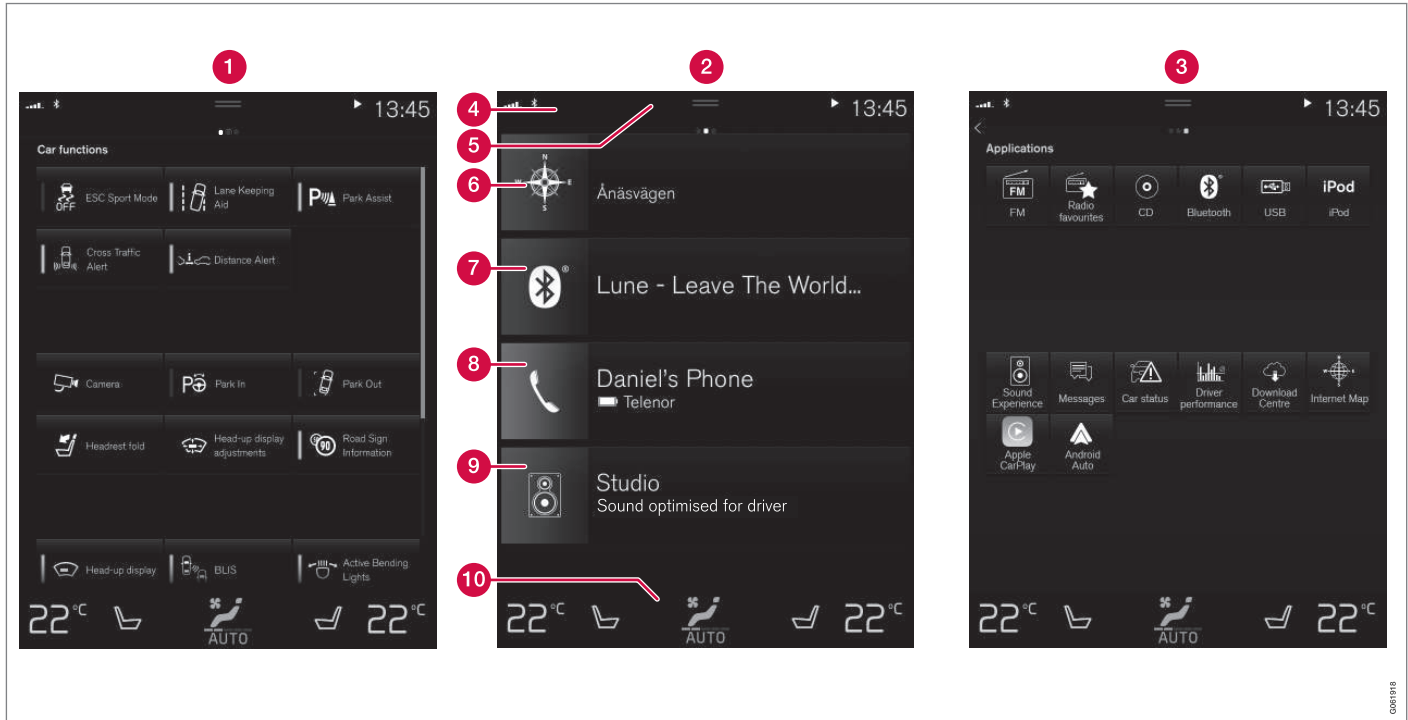 1
2
3
13:45
Car functions
ESC Sport Mode
OFF
Lane Keeping
Aid
P
Park Assist
Cross Traffic
Alert
Distance Alert
Camera
P
Park In
Park Out
Headrest fold
Head-up display
adjustments
90
Road Sign
Information
Head-up display
BLIS
Active Bending
Lights
22°C
AUTO
22°C
4
5
6
7
8
9
10
13:45
N
W
E
S
Ånäsvägen
Lune - Leave The World...
Daniel's Phone
Telenor
Studio
Sound optimised for driver
22°C
AUTO
22°C
13:45
Applications
FM
FM
Radio
favourites
CD
Bluetooth
USB
iPod
iPod
Sound
Experience
Messages
Car status
Driver
performance
Download
Centre
Internet Map
Apple
CarPlay
Android
Auto
22°C
AUTO
22°C
G061918